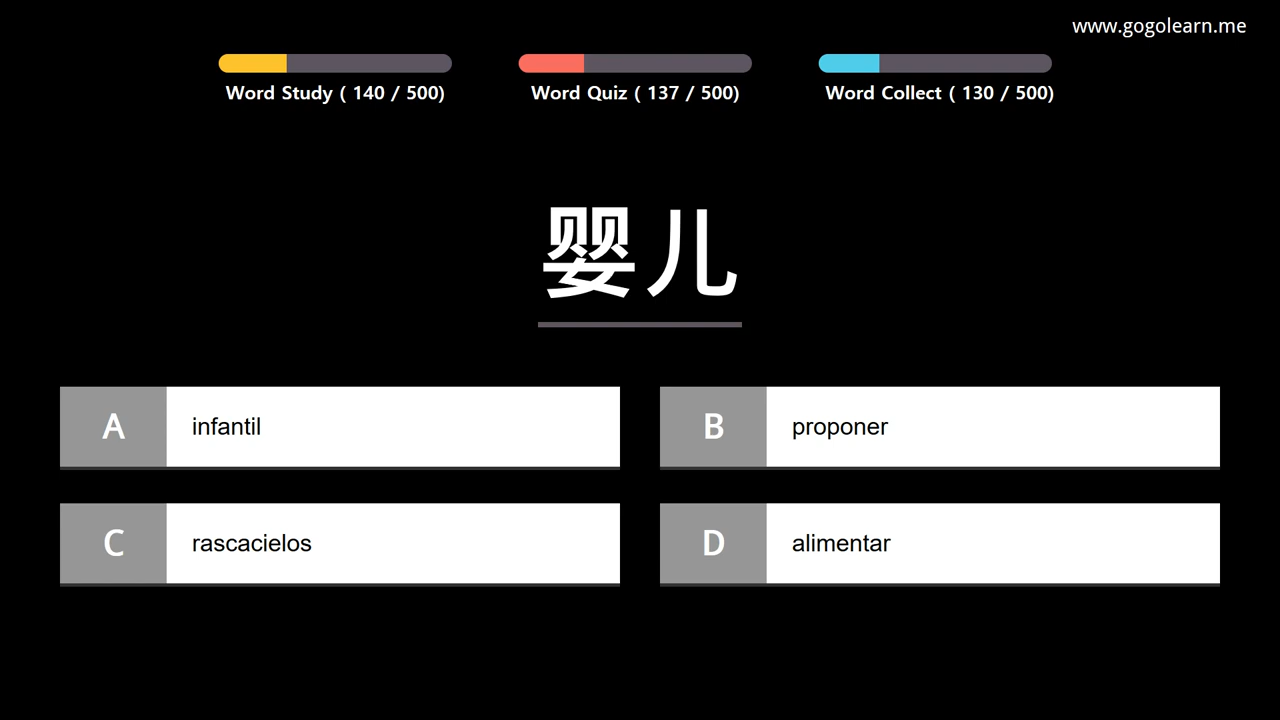 www.gogolearn.me
Word Study ( 140 / 500)
Word Quiz ( 137 / 500)
Word Collect ( 130 / 500)
婴儿
A infantil
B proponer
C rascacielos
D alimentar